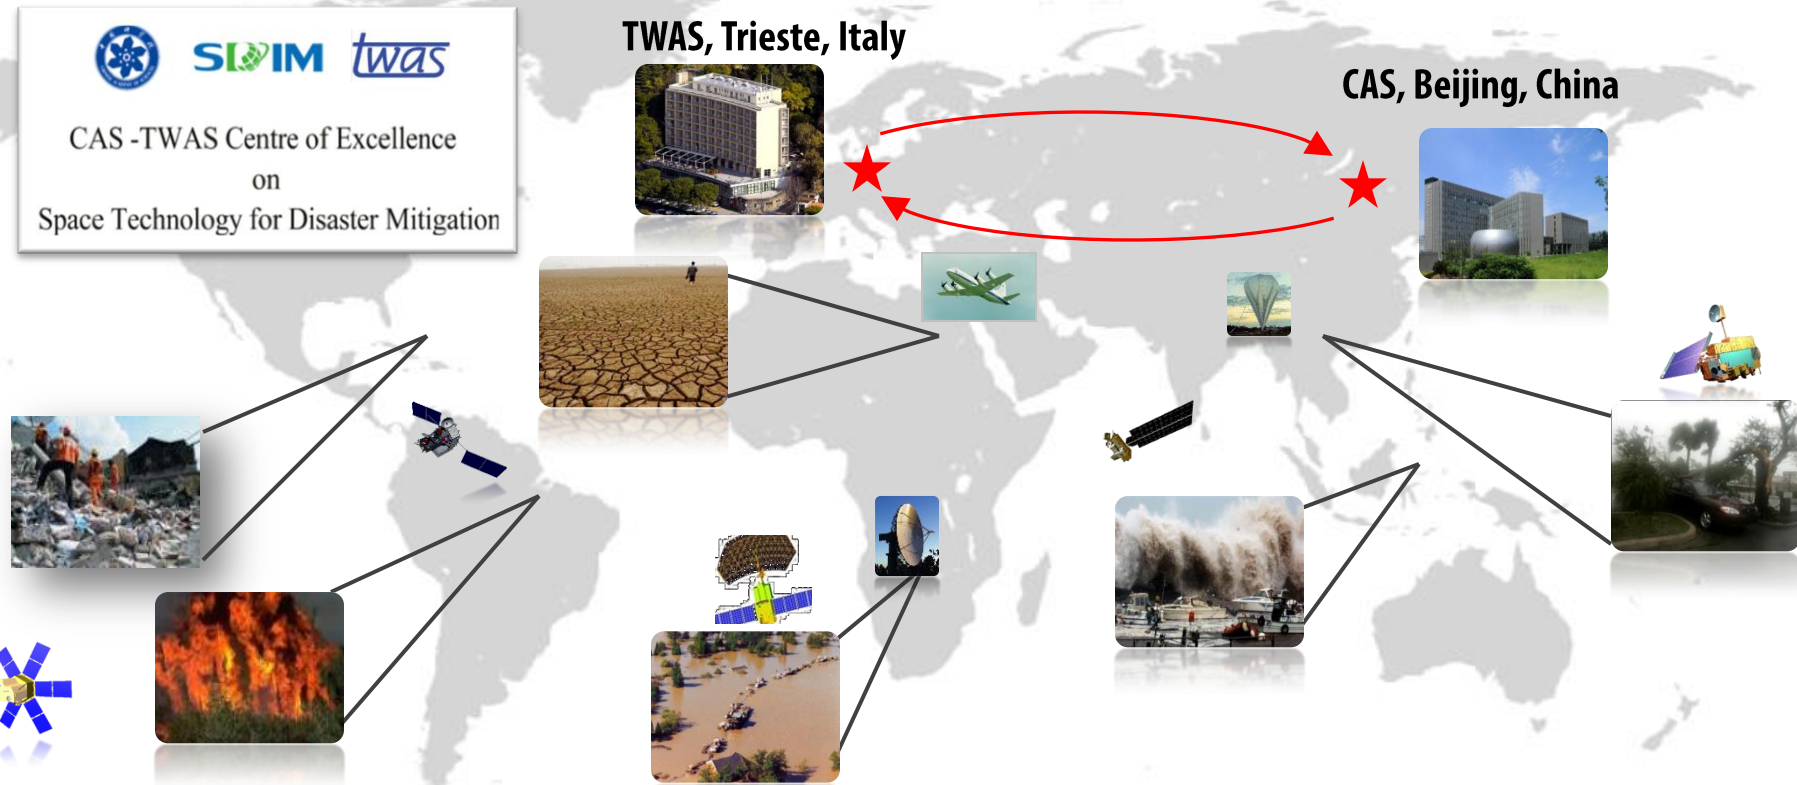 SDIM
twas
CAS -TWAS Centre of Excellence
on
Space Technology for Disaster Mitigation
TWAS, Trieste, Italy
CAS, Beijing, China